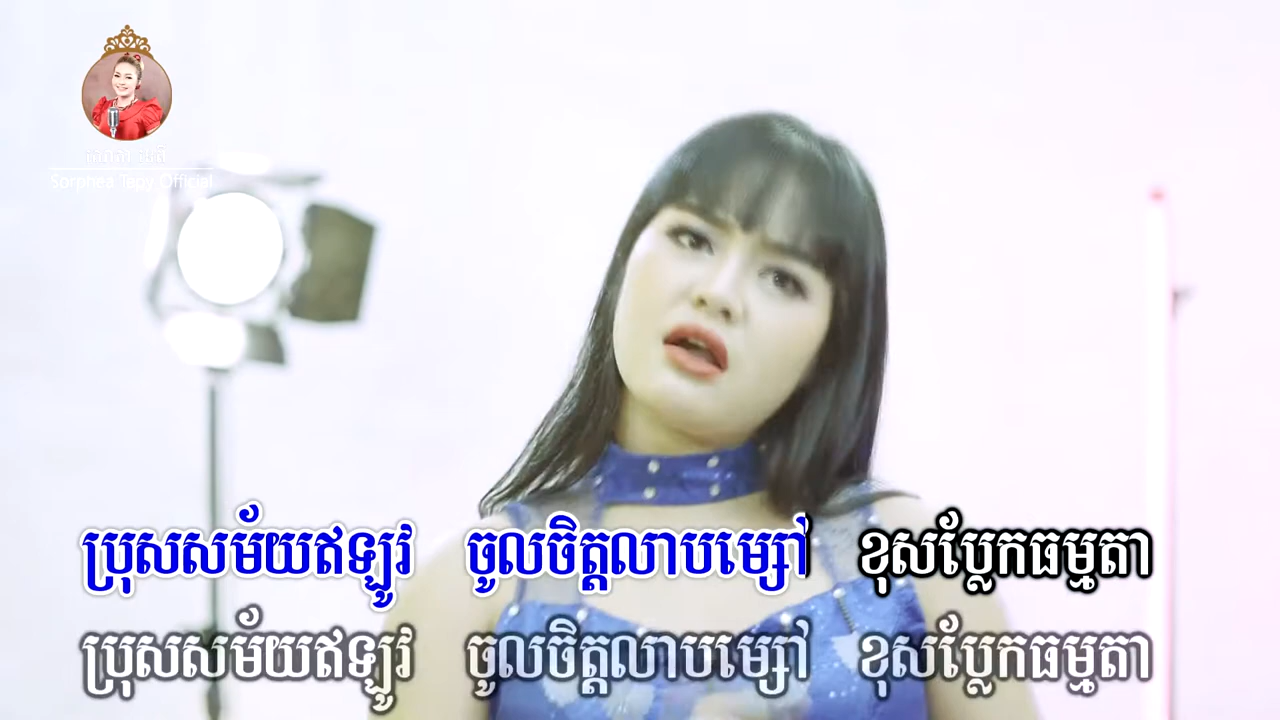 Sorphea Tepy Official
ប្រុសសម័យឥឡូវ ចូលចិត្តលាបម្សៅ ខុសប្លែកធម្មតា
ប្រុសសម័យឥឡូវ ចូលចិត្តលាបម្សៅ ខុសប្លែកធម្មតា